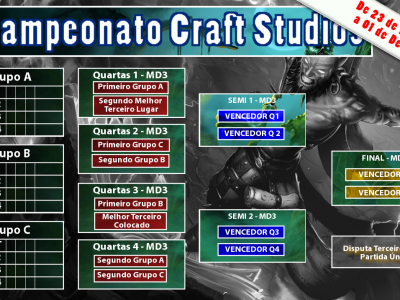 Campeonato Craft Studios
De 23 de
a 01 de De
Grupo A
Grupo B
Grupo C
Quartas 1 - MD3
Primeiro Grupo A
Segundo Melhor
Terceiro Lugar
Quartas 2 - MD3
Primeiro Grupo C
Segundo Grupo B
Quartas 3 - MD3
Primeiro Grupo B
Melhor Terceiro
Colocado
Quartas 4 - MD3
Segundo Grupo A
Segundo Grupo C
SEMI 1 - MD3
VENCEDOR Q1
VENCEDOR Q 2
SEMI 2 - MD3
VENCEDOR Q3
VENCEDOR Q4
FINAL - MD
VENCEDOR
VENCEDOR
Disputa Terceiro
Partida Ún